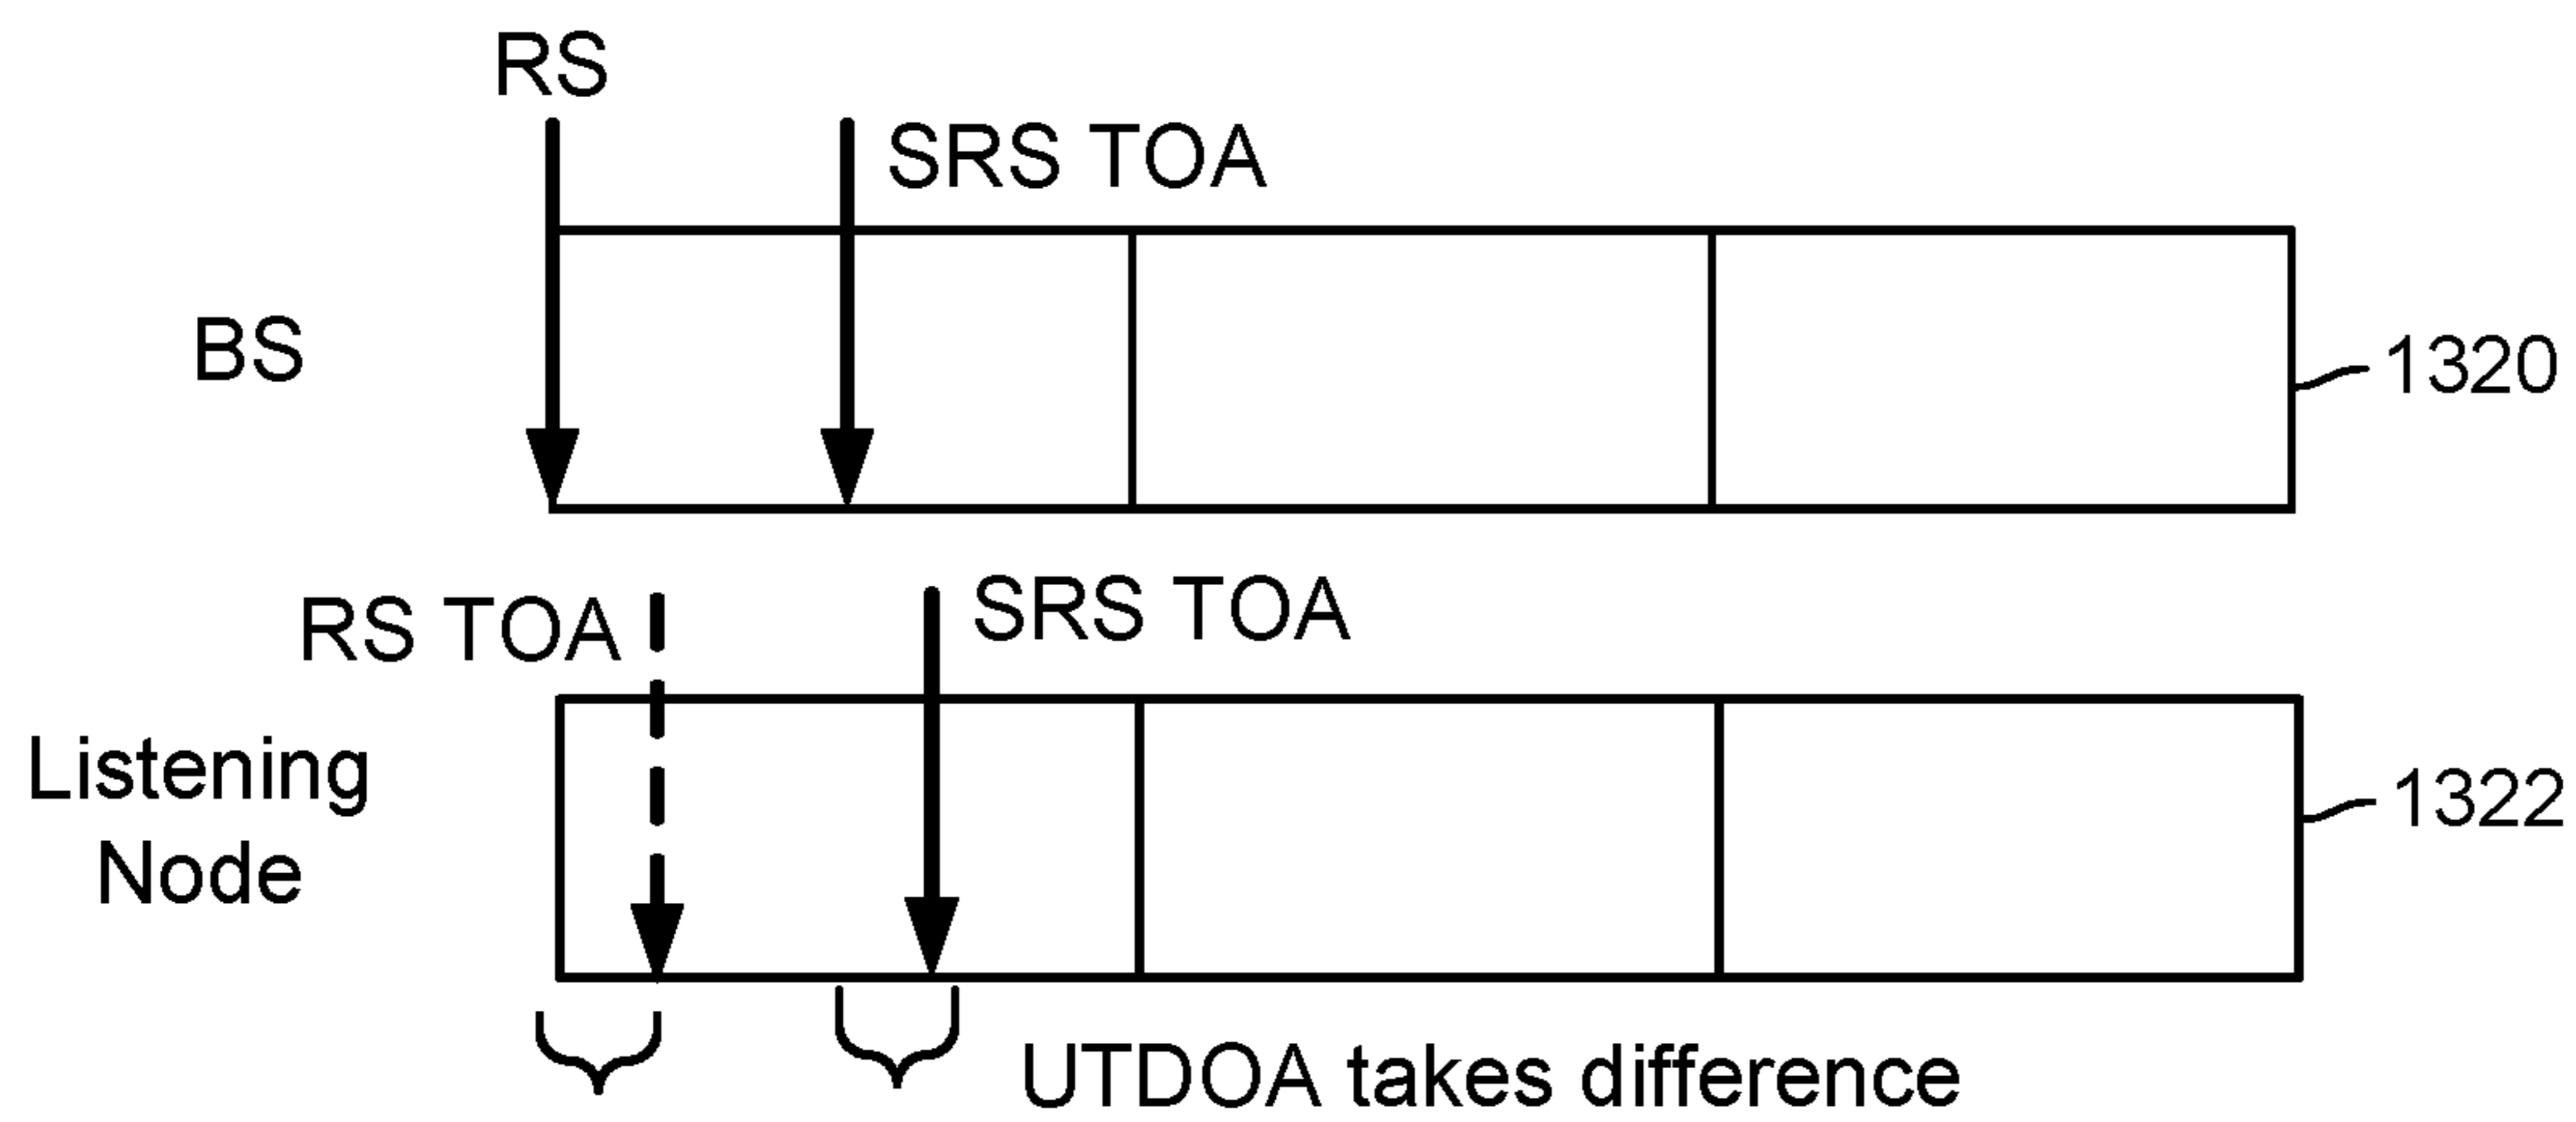 RS
SRS TOA
BS
1320
RS TOA
SRS TOA
Listening
Node
1322
UTDOA takes difference